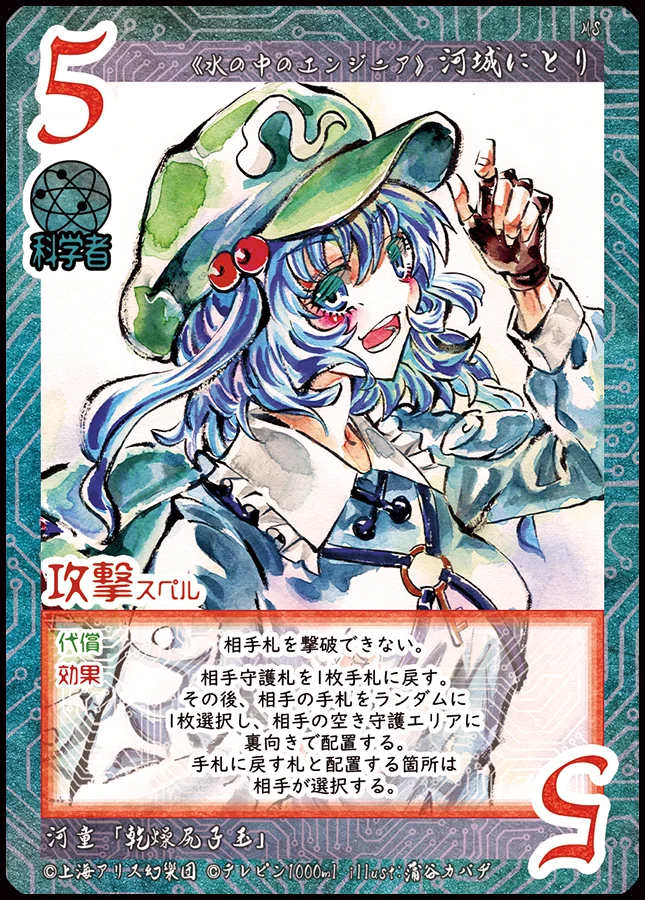 5
MS
《水の中のエンジニア》河城にとり
科学者
攻撃スペル
代償
相手札を撃破できない。
効果
相手守護札を1枚手札に戻す。
その後、相手の手札をランダムに
1枚選択し、相手の空き守護エリアに
裏向きで配置する。
手札に戻す札と配置する箇所は
相手が選択する。
5
河童「乾燥尻子玉」
©上海アリス幻樂団 ©テレピン1000ml illust:蒲谷カバヂ